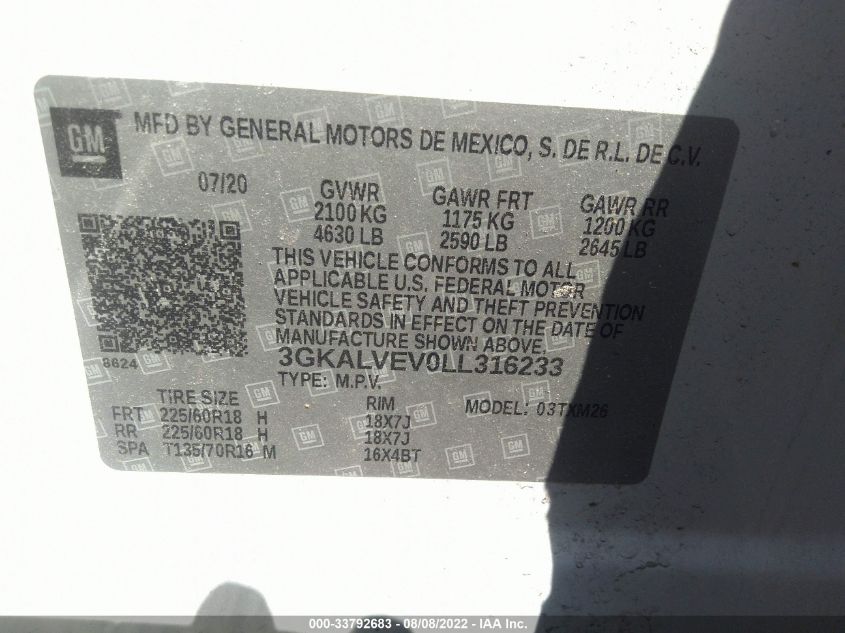 GM
MFD BY GENERAL MOTORS DE MEXICO, S. DE R.L. DE C.V.
07/20
GVWR GAWR FRT GAWR RR
2100 KG 1175 KG 1200 KG
4630 LB 2590 LB 2645 LB
THIS VEHICLE CONFORMS TO ALL
APPLICABLE U.S. FEDERAL MOTOR
VEHICLE SAFETY AND THEFT PREVENTION
STANDARDS IN EFFECT ON THE DATE OF
MANUFACTURE SHOWN ABOVE.
8624
3GKALVEV0LL316233
TYPE: M.P.V.
TIRE SIZE RIM MODEL: 03TXM26
FRT 225/60R18 H 18X7J
RR 225/60R18 H 18X7J
SPA T135/70R16 M 16X4BT
000-33792683 - 08/08/2022 - IAA Inc.